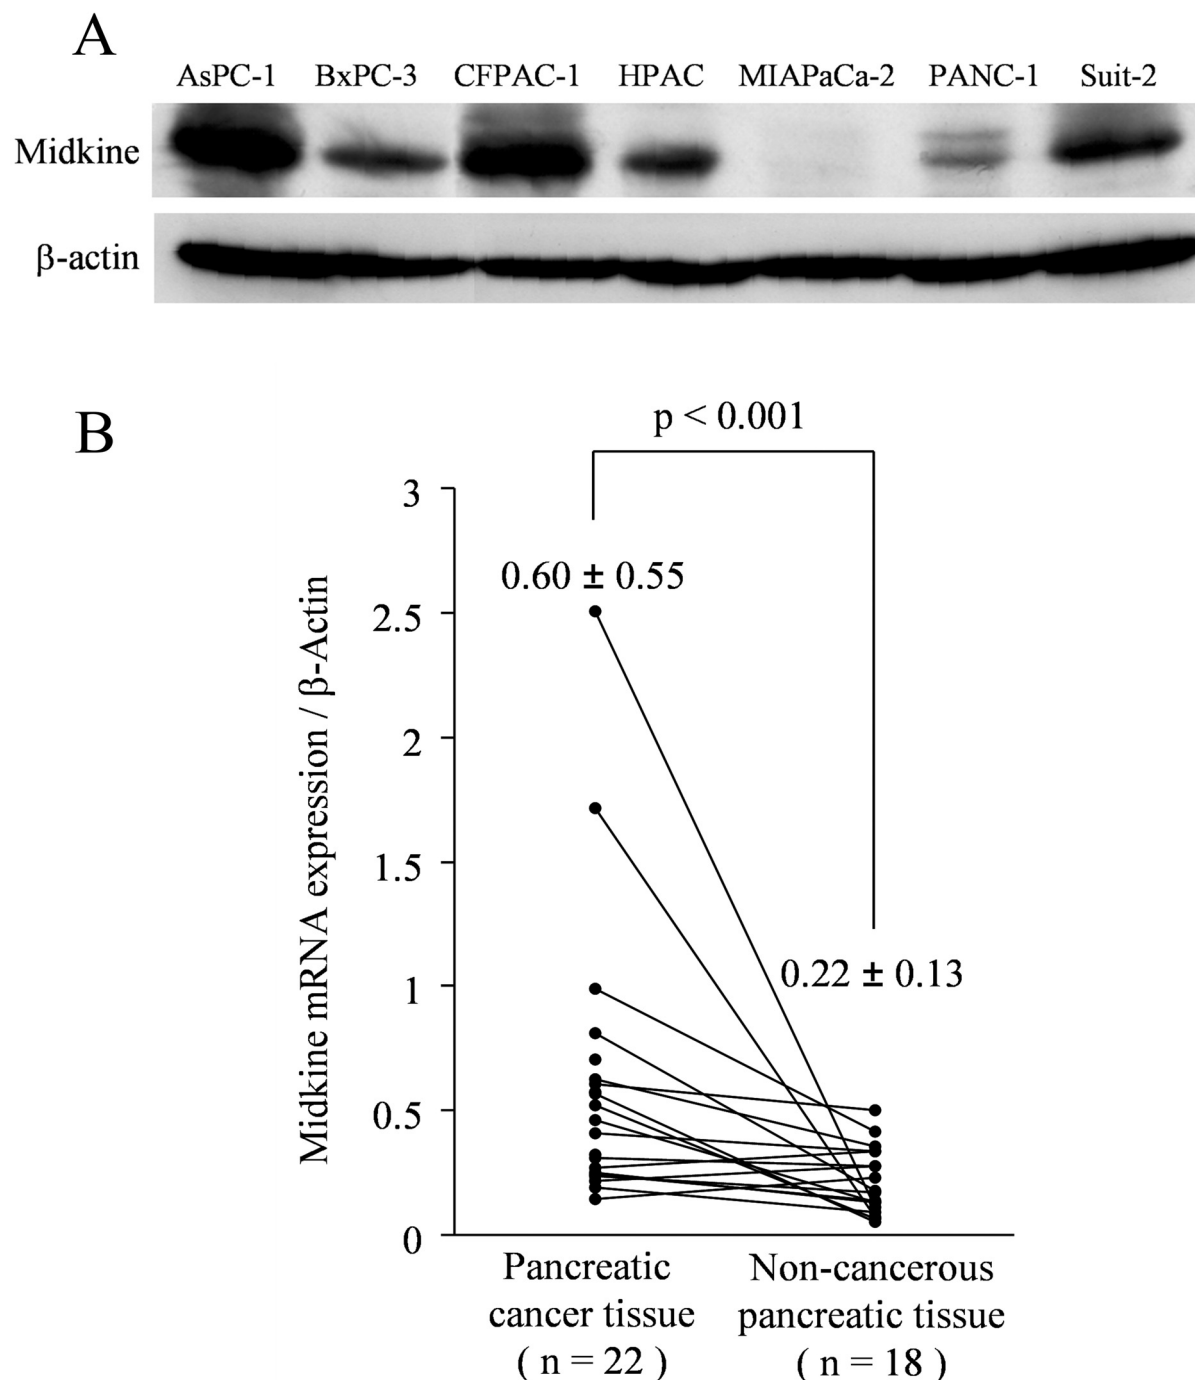 A
AsPC-1 BxPC-3 CFPAC-1 HPAC MIAPaCa-2 PANC-1 Suit-2
Midkine
β-actin
B
p < 0.001
3
0.60 ± 0.55
2.5
2
1.5
0.22 ± 0.13
1
0.5
0
Midkine mRNA expression / β-Actin
Pancreatic
cancer tissue
( n = 22 )
Non-cancerous
pancreatic tissue
( n = 18 )